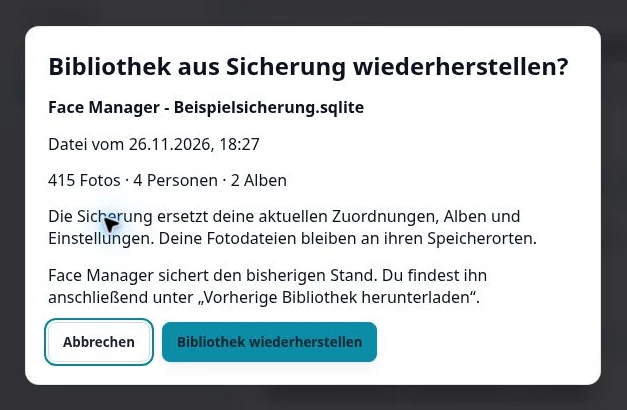 Bibliothek aus Sicherung wiederherstellen?
Face Manager - Beispielsicherung.sqlite
Datei vom 26.11.2026, 18:27
415 Fotos · 4 Personen · 2 Alben
Die Sicherung ersetzt deine aktuellen Zuordnungen, Alben und
Einstellungen. Deine Fotodateien bleiben an ihren Speicherorten.
Face Manager sichert den bisherigen Stand. Du findest ihn
anschließend unter „Vorherige Bibliothek herunterladen“.
Abbrechen
Bibliothek wiederherstellen